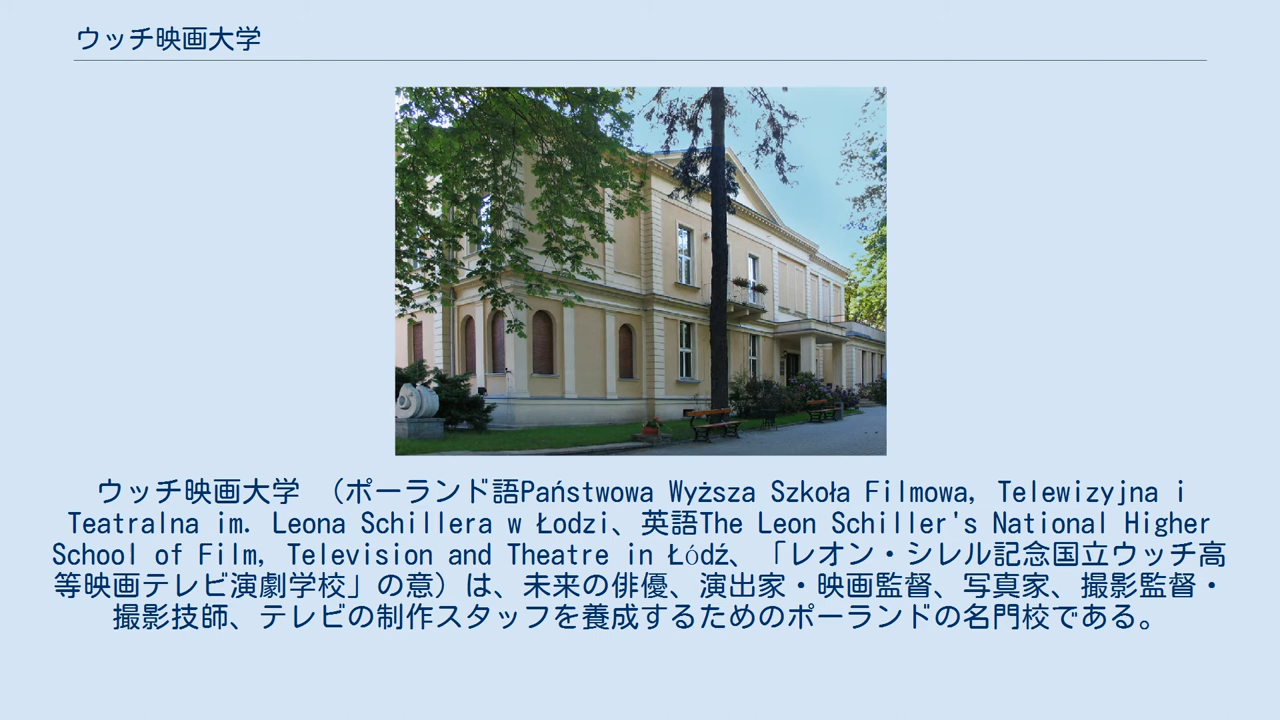 ウッチ映画大学
ウッチ映画大学 （ポーランド語Państwowa Wyższa Szkoła Filmowa, Telewizyjna i
Teatralna im. Leona Schillera w Łodzi、英語The Leon Schiller's National Higher
School of Film, Television and Theatre in Łódź、「レオン・シレル記念国立ウッチ高
等映画テレビ演劇学校」の意）は、未来の俳優、演出家・映画監督、写真家、撮影監督・
撮影技師、テレビの制作スタッフを養成するためのポーランドの名門校である。